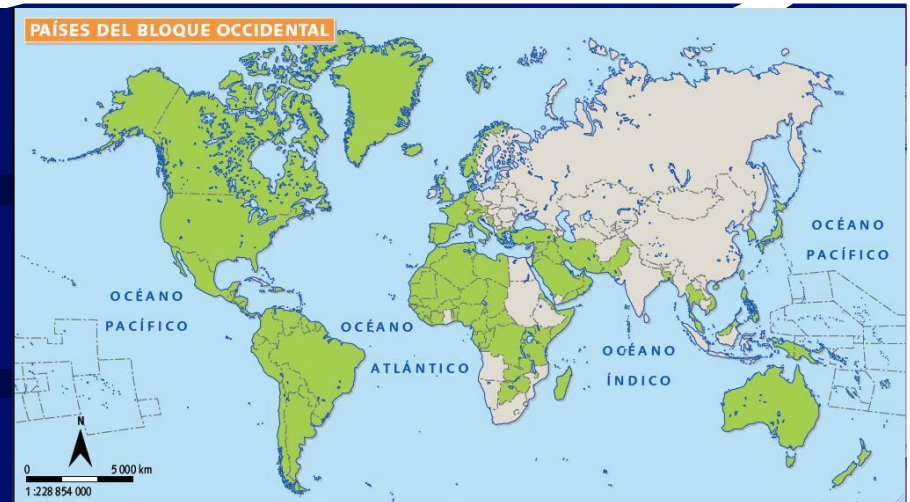 PAÍSES DEL BLOQUE OCCIDENTAL
OCÉANO
PACÍFICO
OCÉANO
PACÍFICO
OCÉANO
ATLÁNTICO
OCÉANO
ÍNDICO
N
0 5 000 km
1 :228 854 000